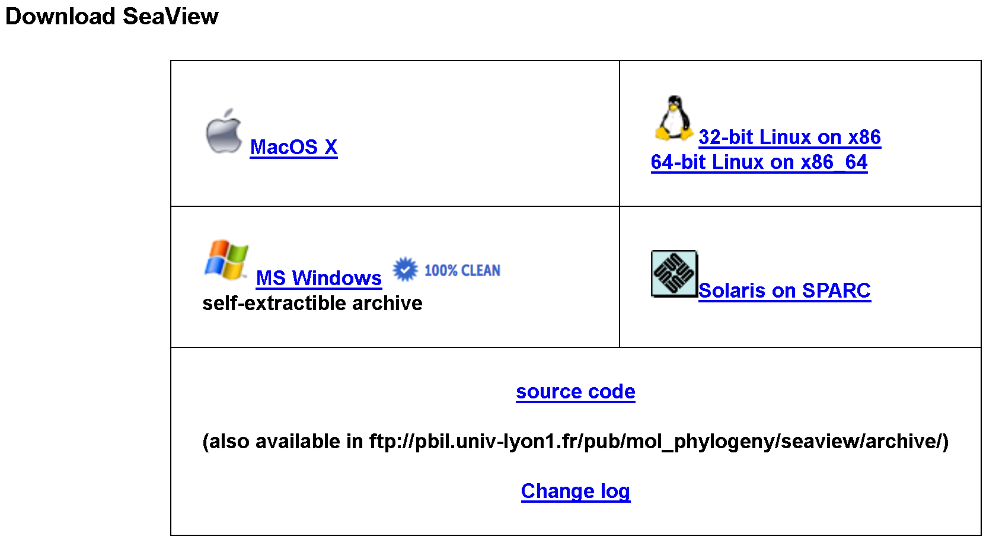 Download SeaView
MacOS X
32-bit Linux on x86
64-bit Linux on x86_64
MS Windows 100% CLEAN
self-extractible archive
Solaris on SPARC
source code
(also available in ftp://pbil.univ-lyon1.fr/pub/mol_phylogeny/seaview/archive/)
Change log